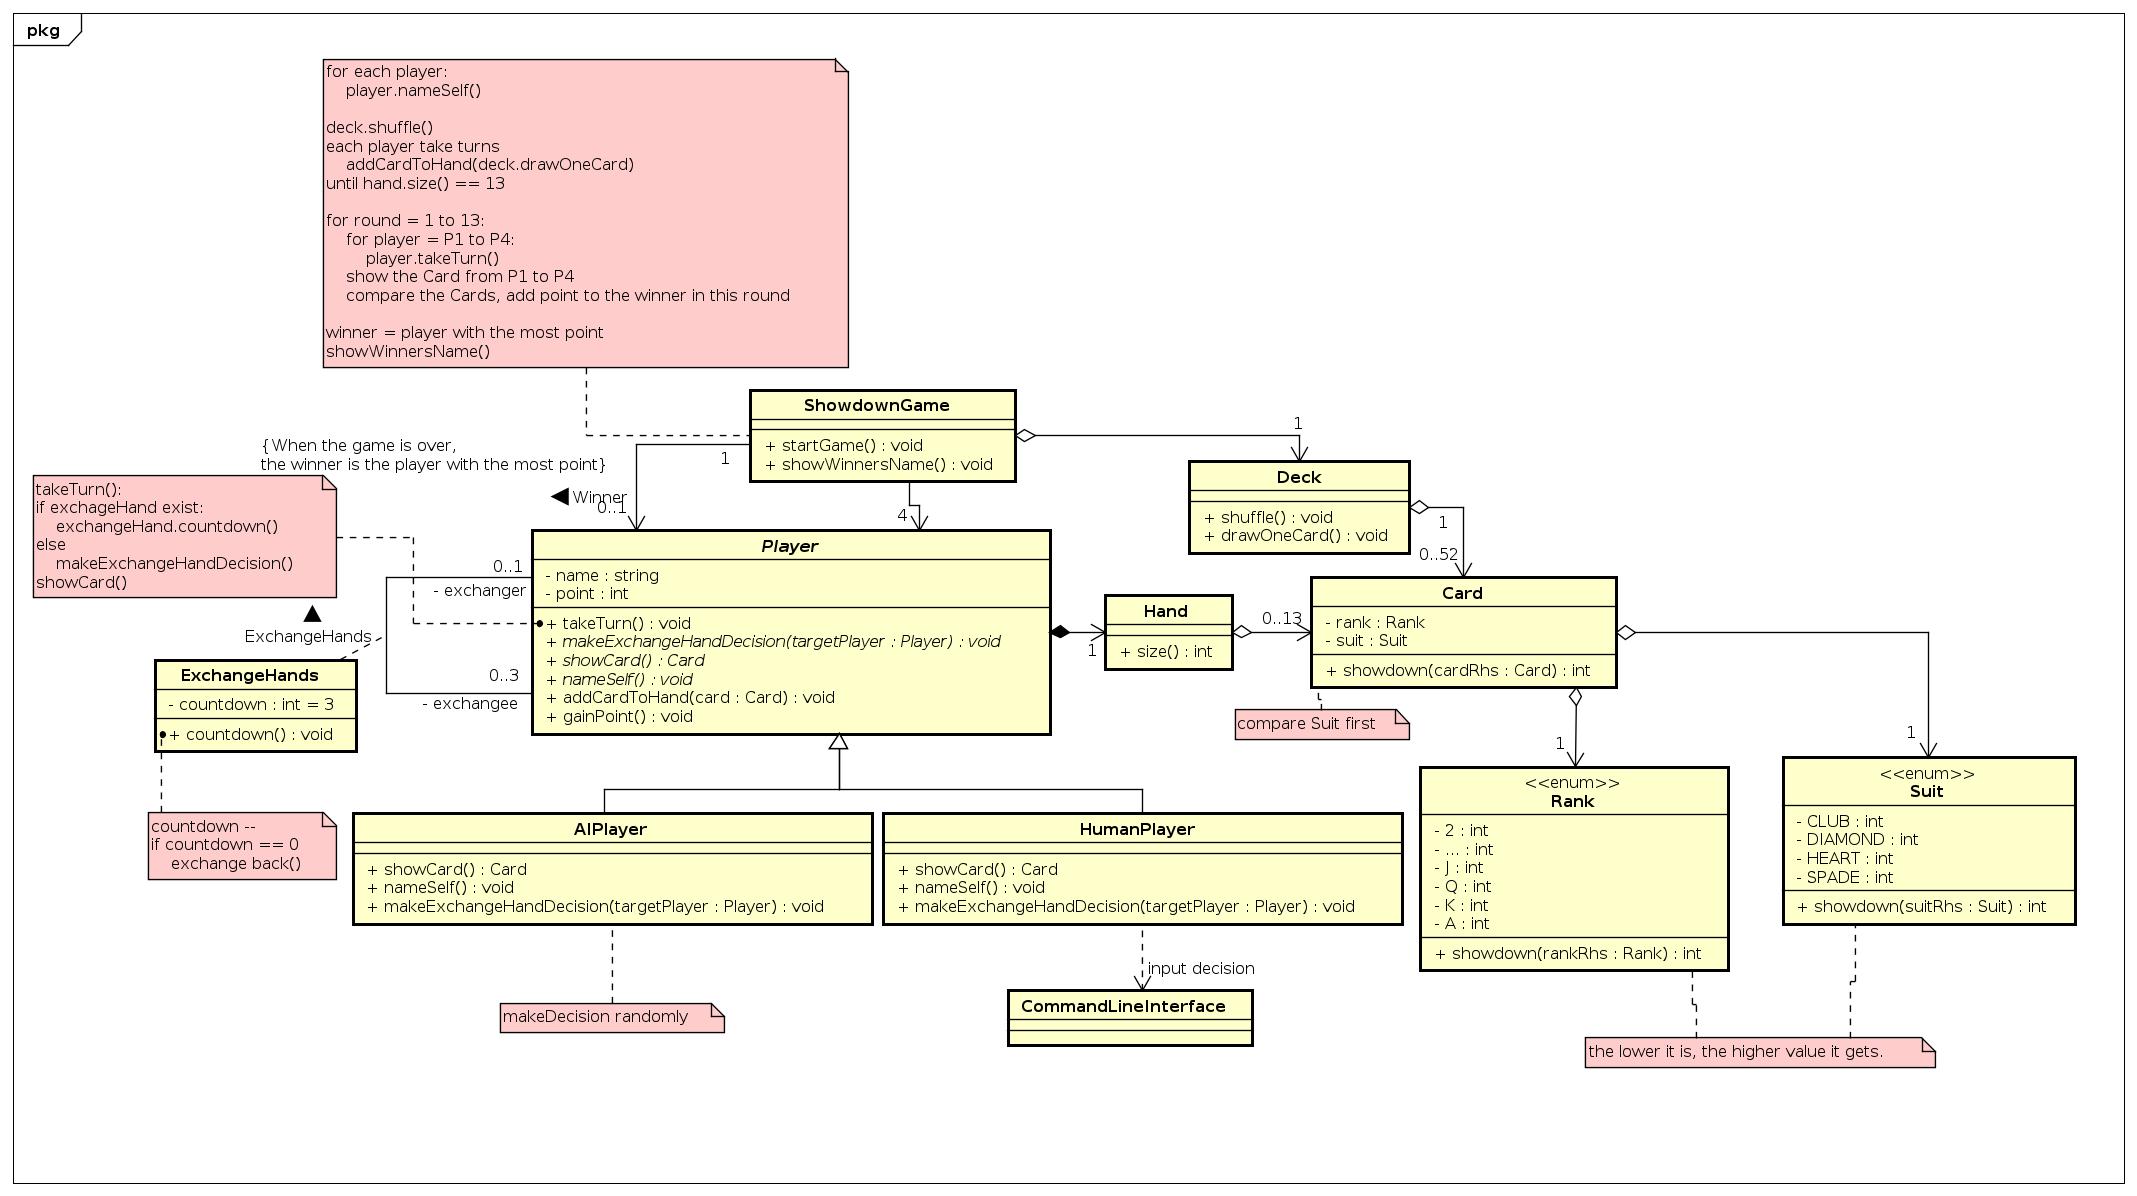 pkg
for each player:
player.nameSelf()
deck.shuffle()
each player take turns
addCardToHand(deck.drawOneCard)
until hand.size() == 13
for round = 1 to 13:
for player = P1 to P4:
player.takeTurn()
show the Card from P1 to P4
compare the Cards, add point to the winner in this round
winner = player with the most point
showWinnersName()
ShowdownGame
+ startGame() : void
+ showWinnersName() : void
1
{When the game is over,
the winner is the player with the most point}
1
◀ Winner
0..1
4
Deck
+ shuffle() : void
+ drawOneCard() : void
1
0..52
takeTurn():
if exchageHand exist:
exchangeHand.countdown()
else
makeExchangeHandDecision()
showCard()
Player
- name : string
- point : int
+ takeTurn() : void
+ makeExchangeHandDecision(targetPlayer : Player) : void
+ showCard() : Card
+ nameSelf() : void
+ addCardToHand(card : Card) : void
+ gainPoint() : void
0..1
- exchanger
0..3
- exchangee
▲
ExchangeHands
ExchangeHands
- countdown : int = 3
+ countdown() : void
countdown --
if countdown == 0
exchange back()
1
Hand
+ size() : int
0..13
Card
- rank : Rank
- suit : Suit
+ showdown(cardRhs : Card) : int
compare Suit first
1
1
AIPlayer
+ showCard() : Card
+ nameSelf() : void
+ makeExchangeHandDecision(targetPlayer : Player) : void
makeDecision randomly
HumanPlayer
+ showCard() : Card
+ nameSelf() : void
+ makeExchangeHandDecision(targetPlayer : Player) : void
input decision
CommandLineInterface
<<enum>>
Rank
- 2 : int
- ... : int
- J : int
- Q : int
- K : int
- A : int
+ showdown(rankRhs : Rank) : int
<<enum>>
Suit
- CLUB : int
- DIAMOND : int
- HEART : int
- SPADE : int
+ showdown(suitRhs : Suit) : int
the lower it is, the higher value it gets.